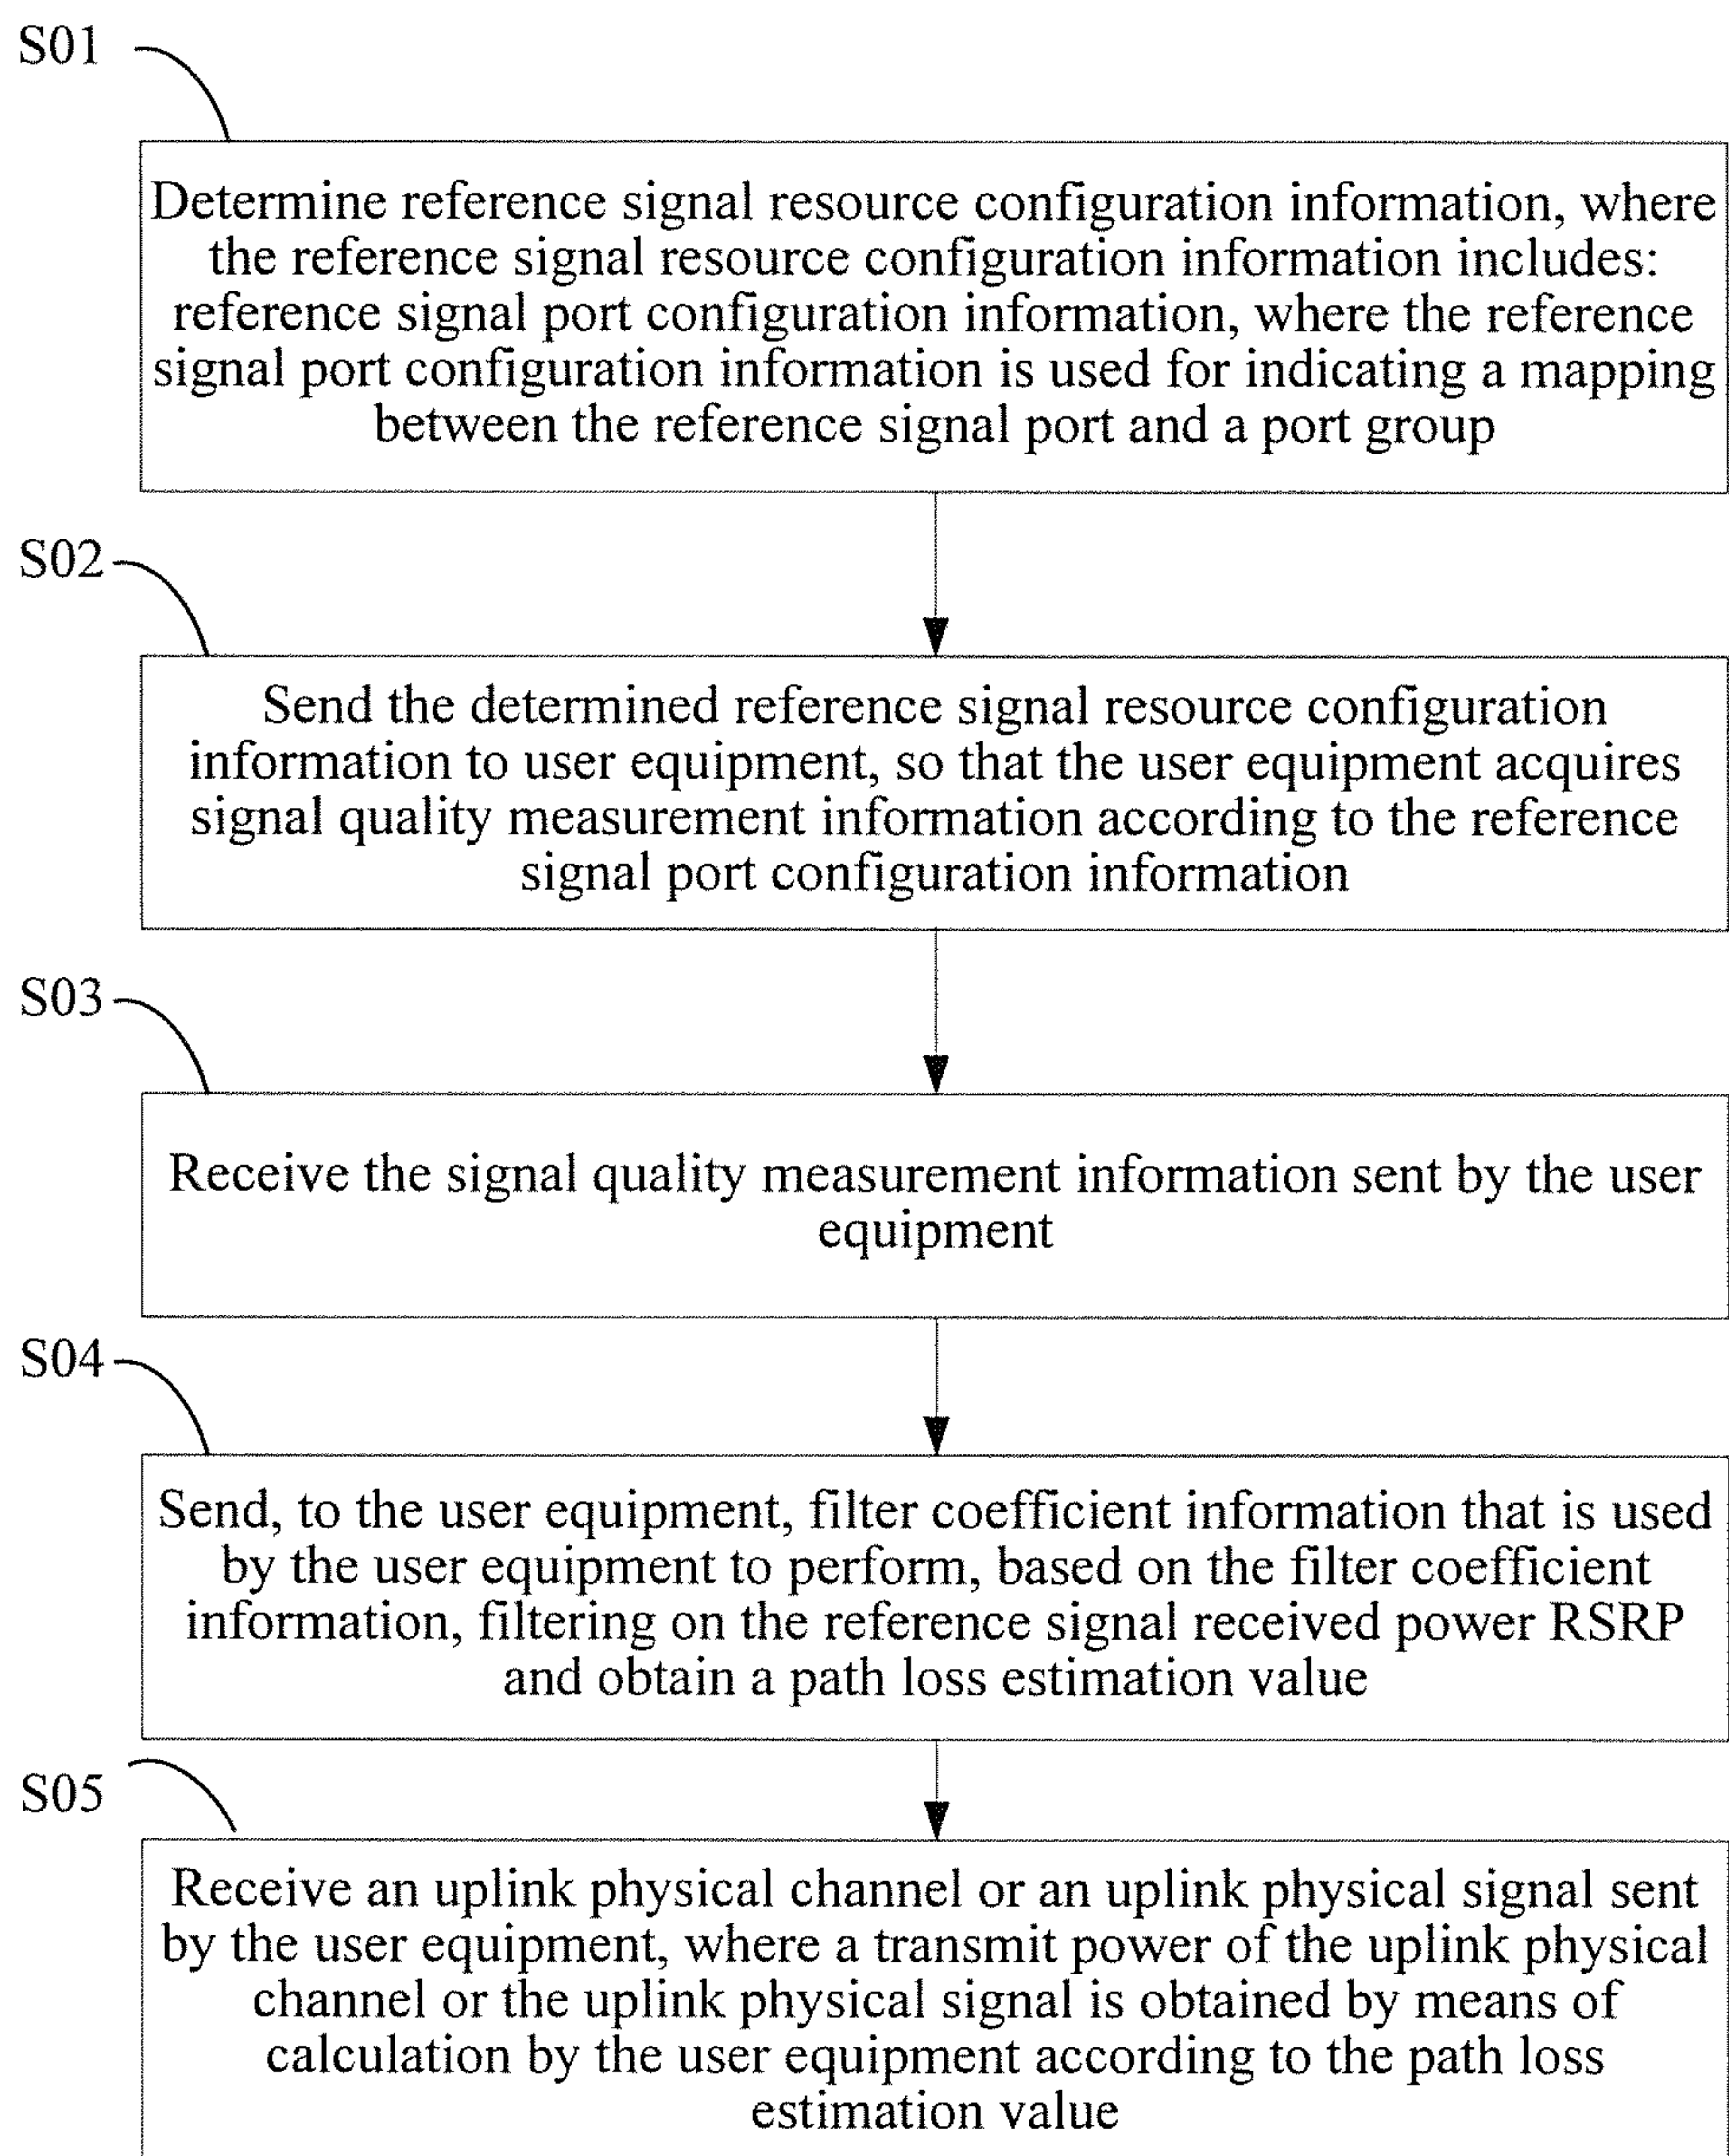 S01
Determine reference signal resource configuration information, where
the reference signal resource configuration information includes:
reference signal port configuration information, where the reference
signal port configuration information is used for indicating a mapping
between the reference signal port and a port group
S02
Send the determined reference signal resource configuration
information to user equipment, so that the user equipment acquires
signal quality measurement information according to the reference
signal port configuration information
S03
Receive the signal quality measurement information sent by the user
equipment
S04
Send, to the user equipment, filter coefficient information that is used
by the user equipment to perform, based on the filter coefficient
information, filtering on the reference signal received power RSRP
and obtain a path loss estimation value
S05
Receive an uplink physical channel or an uplink physical signal sent
by the user equipment, where a transmit power of the uplink physical
channel or the uplink physical signal is obtained by means of
calculation by the user equipment according to the path loss
estimation value